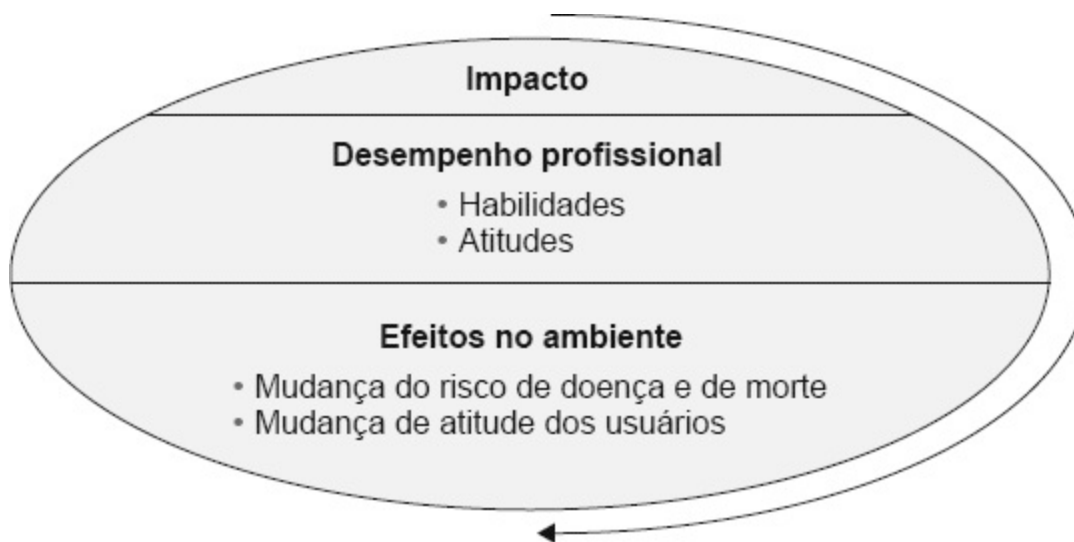 Impacto
Desempenho profissional
• Habilidades
• Atitudes
Efeitos no ambiente
• Mudança do risco de doença e de morte
• Mudança de atitude dos usuários